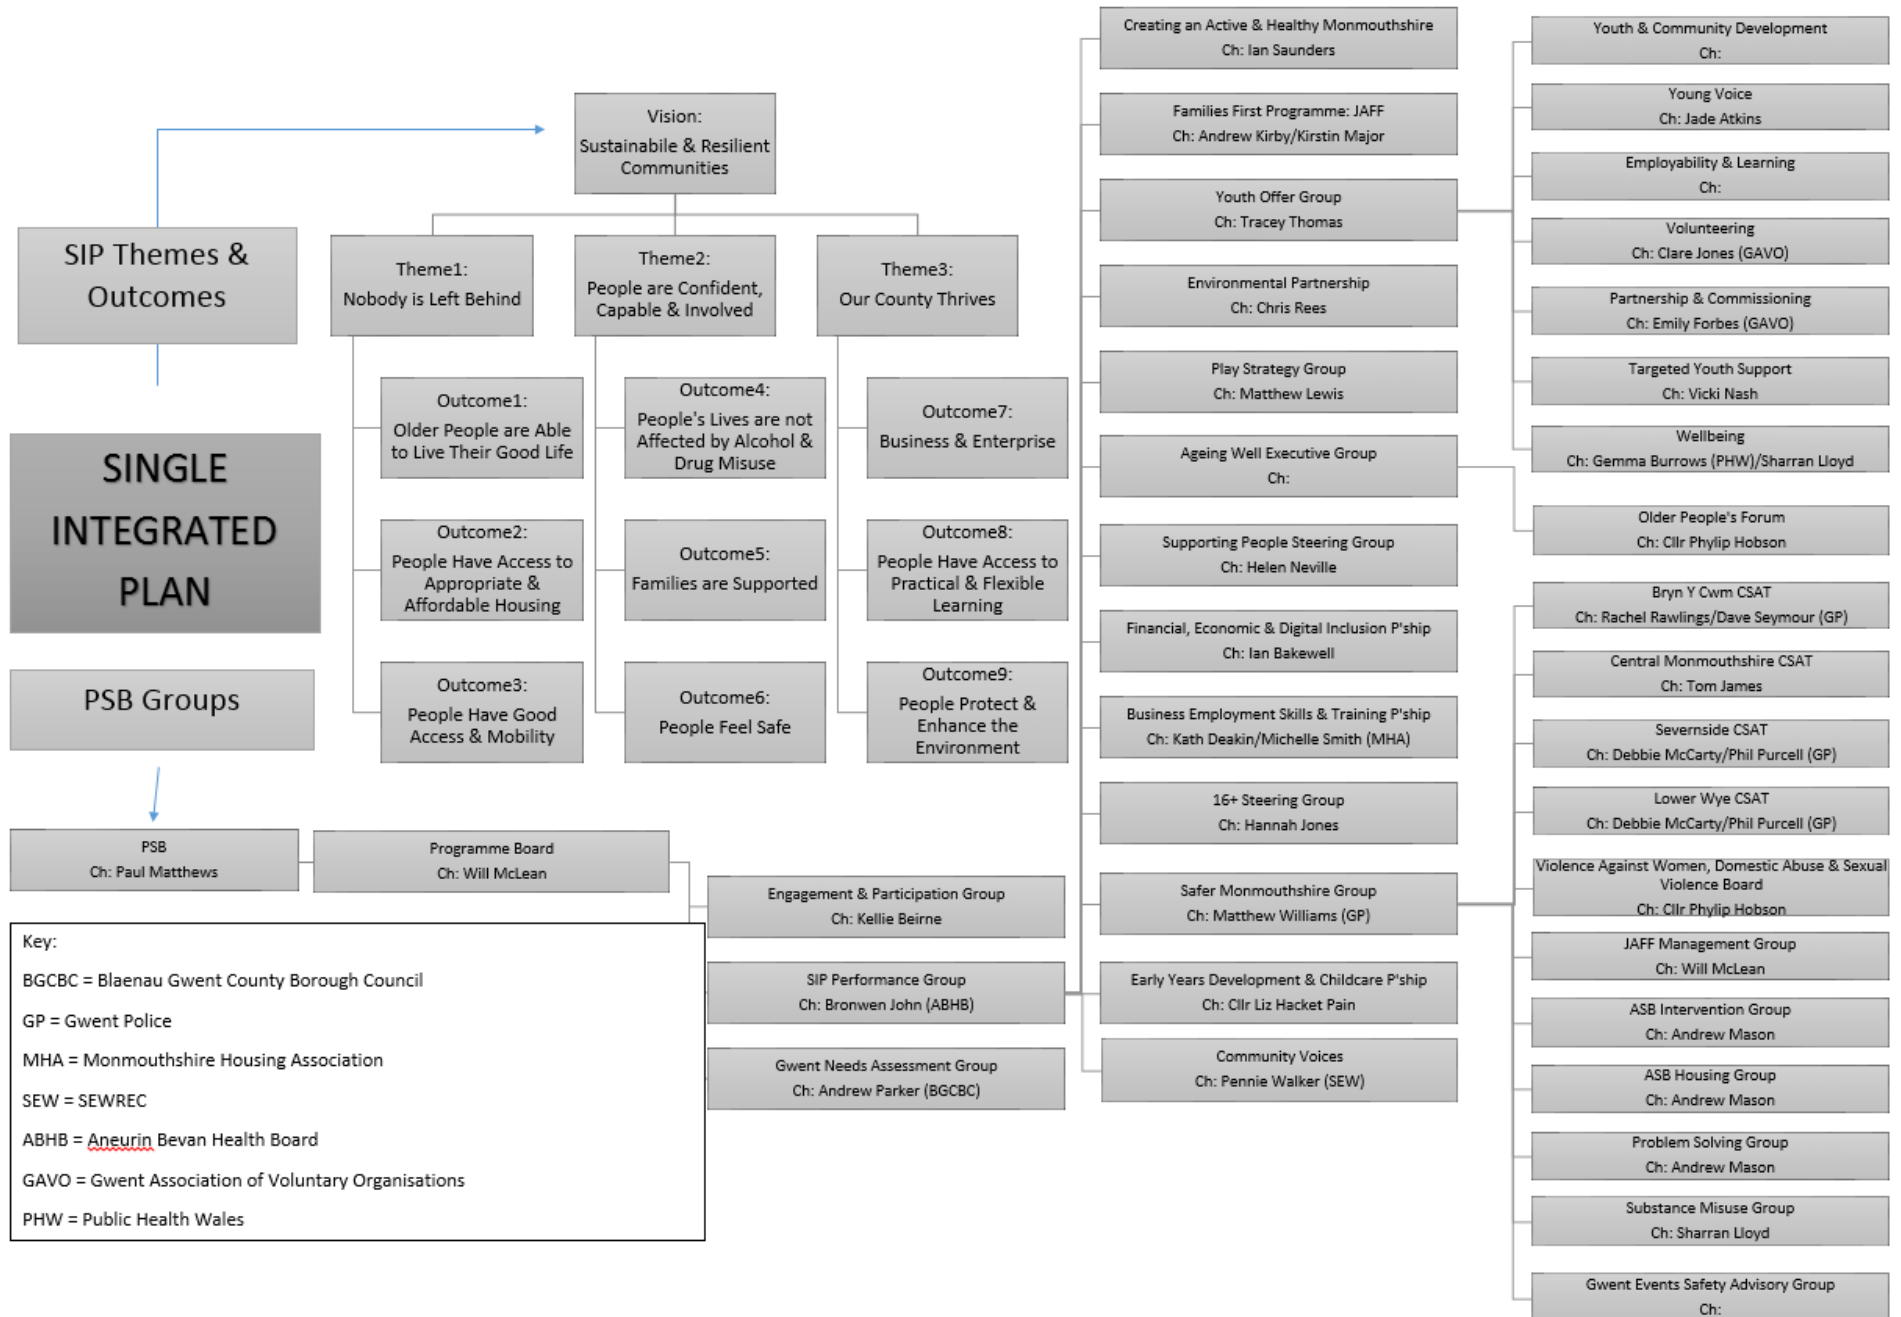 SINGLE
INTEGRATED
PLAN
SIP Themes &
Outcomes
Vision:
Sustainabile & Resilient
Communities
Theme1:
Nobody is Left Behind
Outcome1:
Older People are Able
to Live Their Good Life
Outcome2:
People Have Access to
Appropriate &
Affordable Housing
Outcome3:
People Have Good
Access & Mobility
Theme2:
People are Confident,
Capable & Involved
Outcome4:
People's Lives are not
Affected by Alcohol &
Drug Misuse
Outcome5:
Families are Supported
Outcome6:
People Feel Safe
Theme3:
Our County Thrives
Outcome7:
Business & Enterprise
Outcome8:
People Have Access to
Practical & Flexible
Learning
Outcome9:
People Protect &
Enhance the
Environment
PSB Groups
PSB
Ch: Paul Matthews
Programme Board
Ch: Will McLean
Engagement & Participation Group
Ch: Kellie Beirne
SIP Performance Group
Ch: Bronwen John (ABHB)
Gwent Needs Assessment Group
Ch: Andrew Parker (BGCBC)
Creating an Active & Healthy Monmouthshire
Ch: Ian Saunders
Families First Programme: JAFF
Ch: Andrew Kirby/Kirstin Major
Youth Offer Group
Ch: Tracey Thomas
Environmental Partnership
Ch: Chris Rees
Play Strategy Group
Ch: Matthew Lewis
Ageing Well Executive Group
Ch:
Supporting People Steering Group
Ch: Helen Neville
Financial, Economic & Digital Inclusion P'ship
Ch: Ian Bakewell
Business Employment Skills & Training P'ship
Ch: Kath Deakin/Michelle Smith (MHA)
16+ Steering Group
Ch: Hannah Jones
Safer Monmouthshire Group
Ch: Matthew Williams (GP)
Early Years Development & Childcare P'ship
Ch: Cllr Liz Hacket Pain
Community Voices
Ch: Pennie Walker (SEW)
Youth & Community Development
Ch:
Young Voice
Ch: Jade Atkins
Employability & Learning
Ch:
Volunteering
Ch: Clare Jones (GAVO)
Partnership & Commissioning
Ch: Emily Forbes (GAVO)
Targeted Youth Support
Ch: Vicki Nash
Wellbeing
Ch: Gemma Burrows (PHW)/Sharran Lloyd
Older People's Forum
Ch: Cllr Phylip Hobson
Bryn Y Cwm CSAT
Ch: Rachel Rawlings/Dave Seymour (GP)
Central Monmouthshire CSAT
Ch: Tom James
Severnside CSAT
Ch: Debbie McCarty/Phil Purcell (GP)
Lower Wye CSAT
Ch: Debbie McCarty/Phil Purcell (GP)
Violence Against Women, Domestic Abuse & Sexual
Violence Board
Ch: Cllr Phylip Hobson
JAFF Management Group
Ch: Will McLean
ASB Intervention Group
Ch: Andrew Mason
ASB Housing Group
Ch: Andrew Mason
Problem Solving Group
Ch: Andrew Mason
Substance Misuse Group
Ch: Sharran Lloyd
Gwent Events Safety Advisory Group
Ch:
Key:
BGCBC = Blaenau Gwent County Borough Council
GP = Gwent Police
MHA = Monmouthshire Housing Association
SEW = SEWREC
ABHB = Aneurin Bevan Health Board
GAVO = Gwent Association of Voluntary Organisations
PHW = Public Health Wales